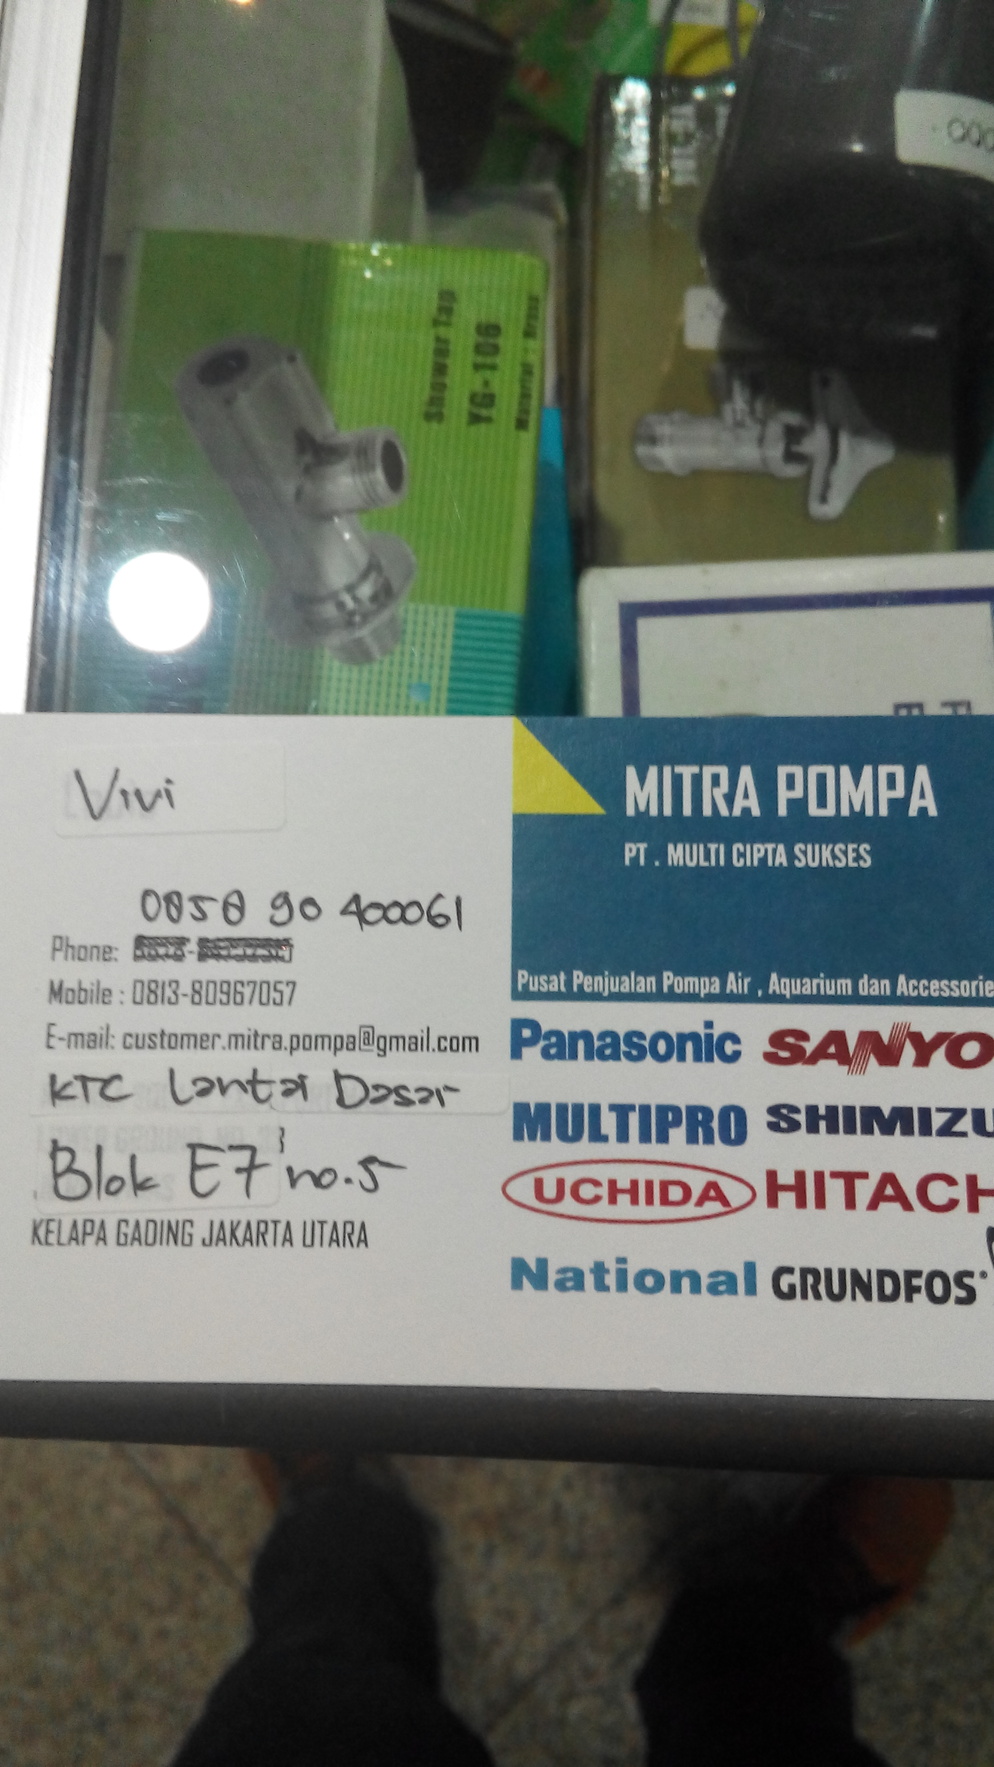 Shower Tap
YG-106
Material : Brass
Vivi
0858 90 400061
Phone:
Mobile : 0813-80967057
E-mail: customer.mitra.pompa@gmail.com
KTC Lantai Dasar
Blok E7 no.5
KELAPA GADING JAKARTA UTARA
MITRA POMPA
PT . MULTI CIPTA SUKSES
Pusat Penjualan Pompa Air , Aquarium dan Accessorie
Panasonic SANYO
MULTIPRO SHIMIZU
UCHIDA HITACH
National GRUNDFOS